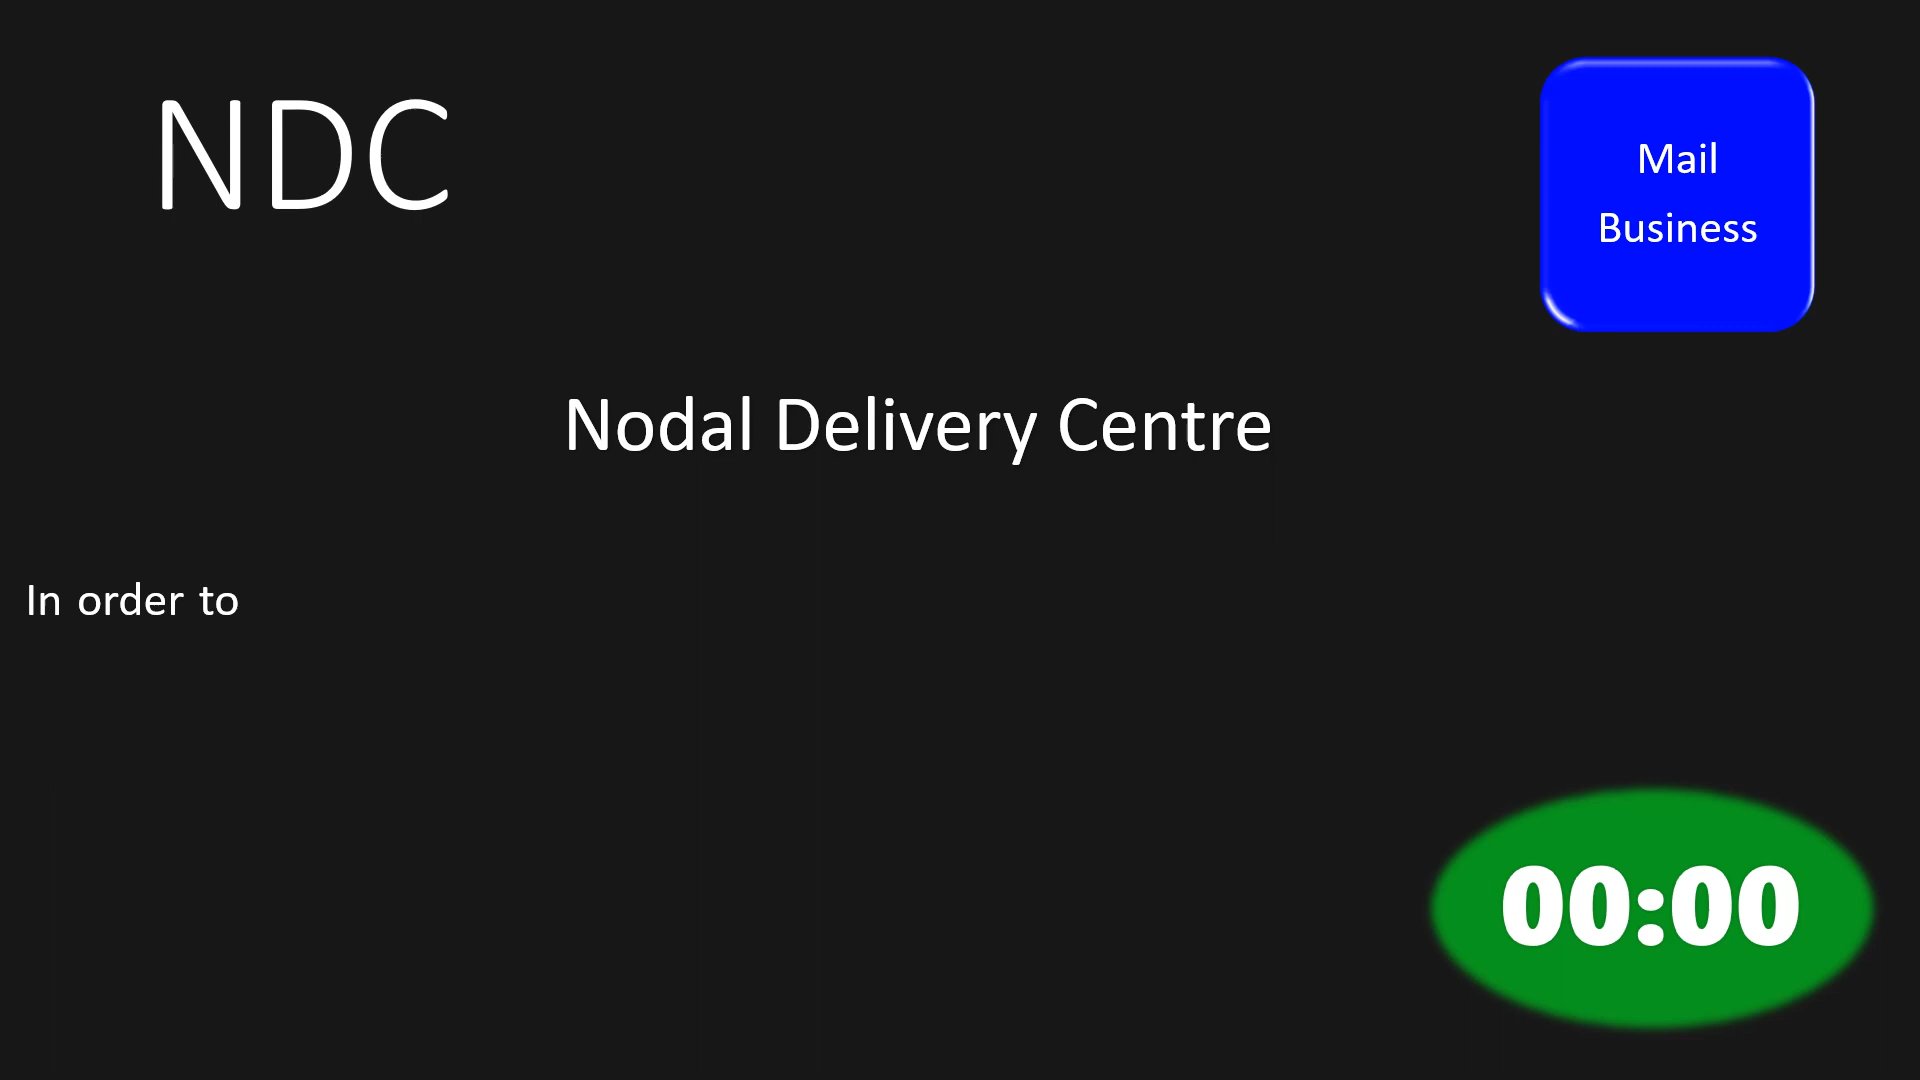 NDC
Mail
Business
Nodal Delivery Centre
In order to
00:00